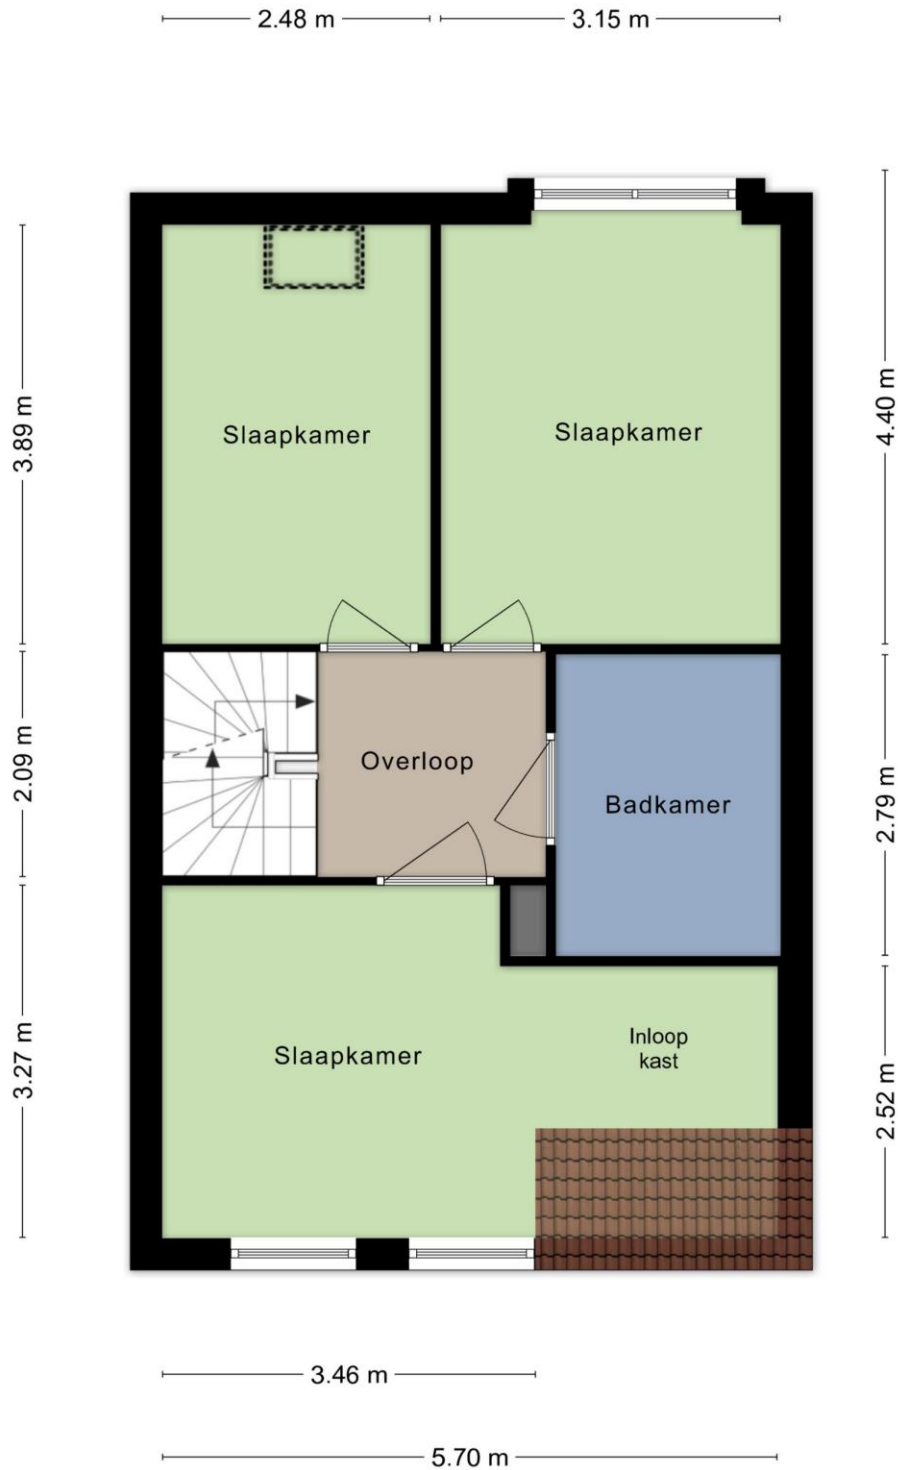 2.48 m
3.15 m
3.89 m
4.40 m
Slaapkamer
Slaapkamer
2.09 m
Overloop
Badkamer
2.79 m
3.27 m
Slaapkamer
Inloop
kast
2.52 m
3.46 m
5.70 m